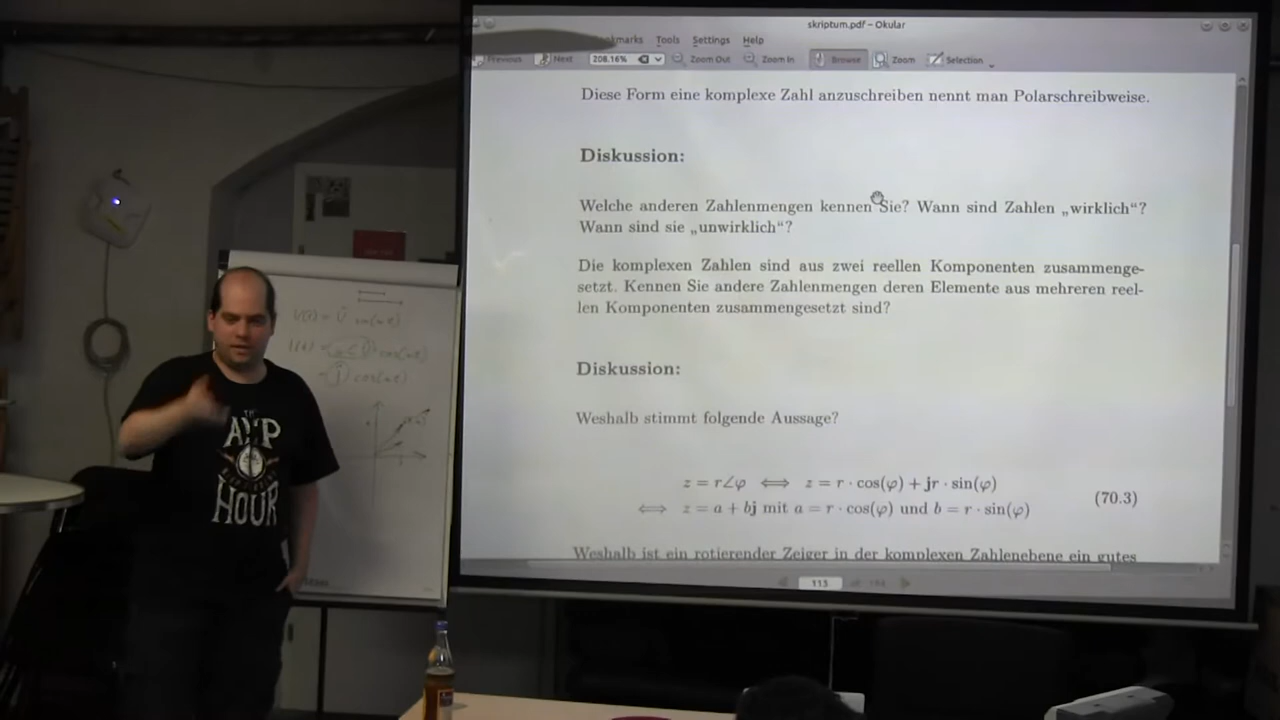 skriptum.pdf – Okular
Tools Settings Help
Previous Next 208.16% Zoom Out Zoom In Browse Zoom Selection
Diese Form eine komplexe Zahl anzuschreiben nennt man Polarschreibweise.
Diskussion:
Welche anderen Zahlenmengen kennen Sie? Wann sind Zahlen „wirklich“?
Wann sind sie „unwirklich“?
Die komplexen Zahlen sind aus zwei reellen Komponenten zusammenge-
setzt. Kennen Sie andere Zahlenmengen deren Elemente aus mehreren reel-
len Komponenten zusammengesetzt sind?
Diskussion:
Weshalb stimmt folgende Aussage?
z = r∠φ ⟺ z = r · cos(φ) + jr · sin(φ)
⟺ z = a + bj mit a = r · cos(φ) und b = r · sin(φ)
(70.3)
Weshalb ist ein rotierender Zeiger in der komplexen Zahlenebene ein gutes
113
THE
AMP
HOUR